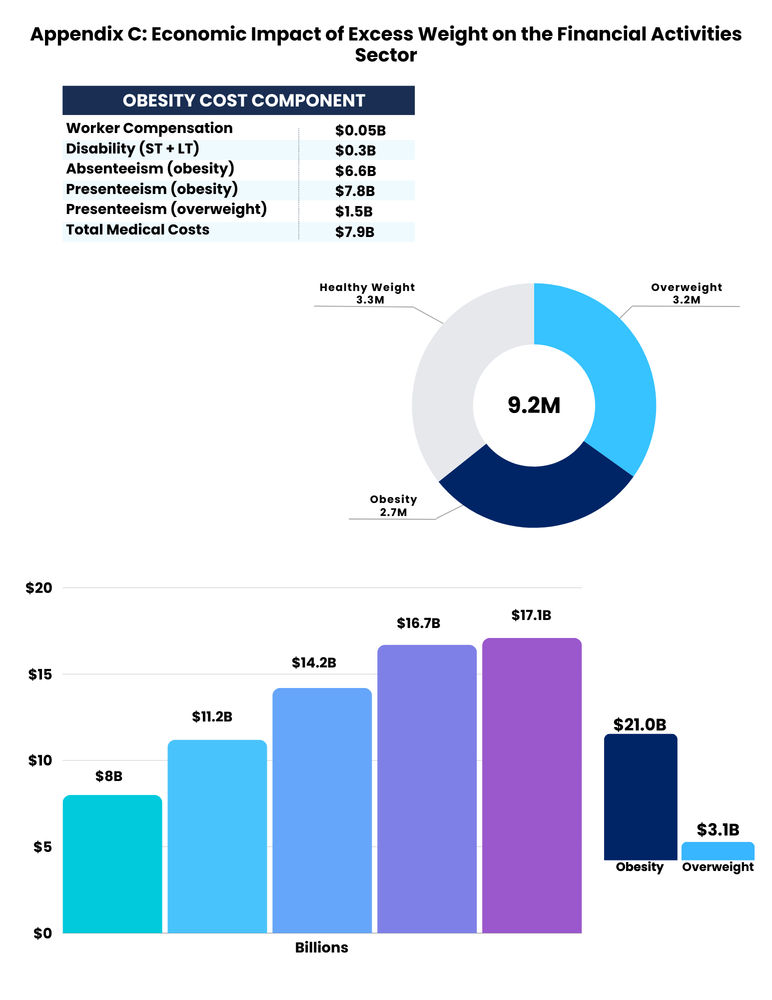 Appendix C: Economic Impact of Excess Weight on the Financial Activities
Sector
OBESITY COST COMPONENT
Worker Compensation $0.05B
Disability (ST + LT) $0.3B
Absenteeism (obesity) $6.6B
Presenteeism (obesity) $7.8B
Presenteeism (overweight) $1.5B
Total Medical Costs $7.9B
Healthy Weight
3.3M
Overweight
3.2M
9.2M
Obesity
2.7M
$20
$15
$10
$5
$0
$8B
$11.2B
$14.2B
$16.7B
$17.1B
Billions
$21.0B
Obesity
$3.1B
Overweight